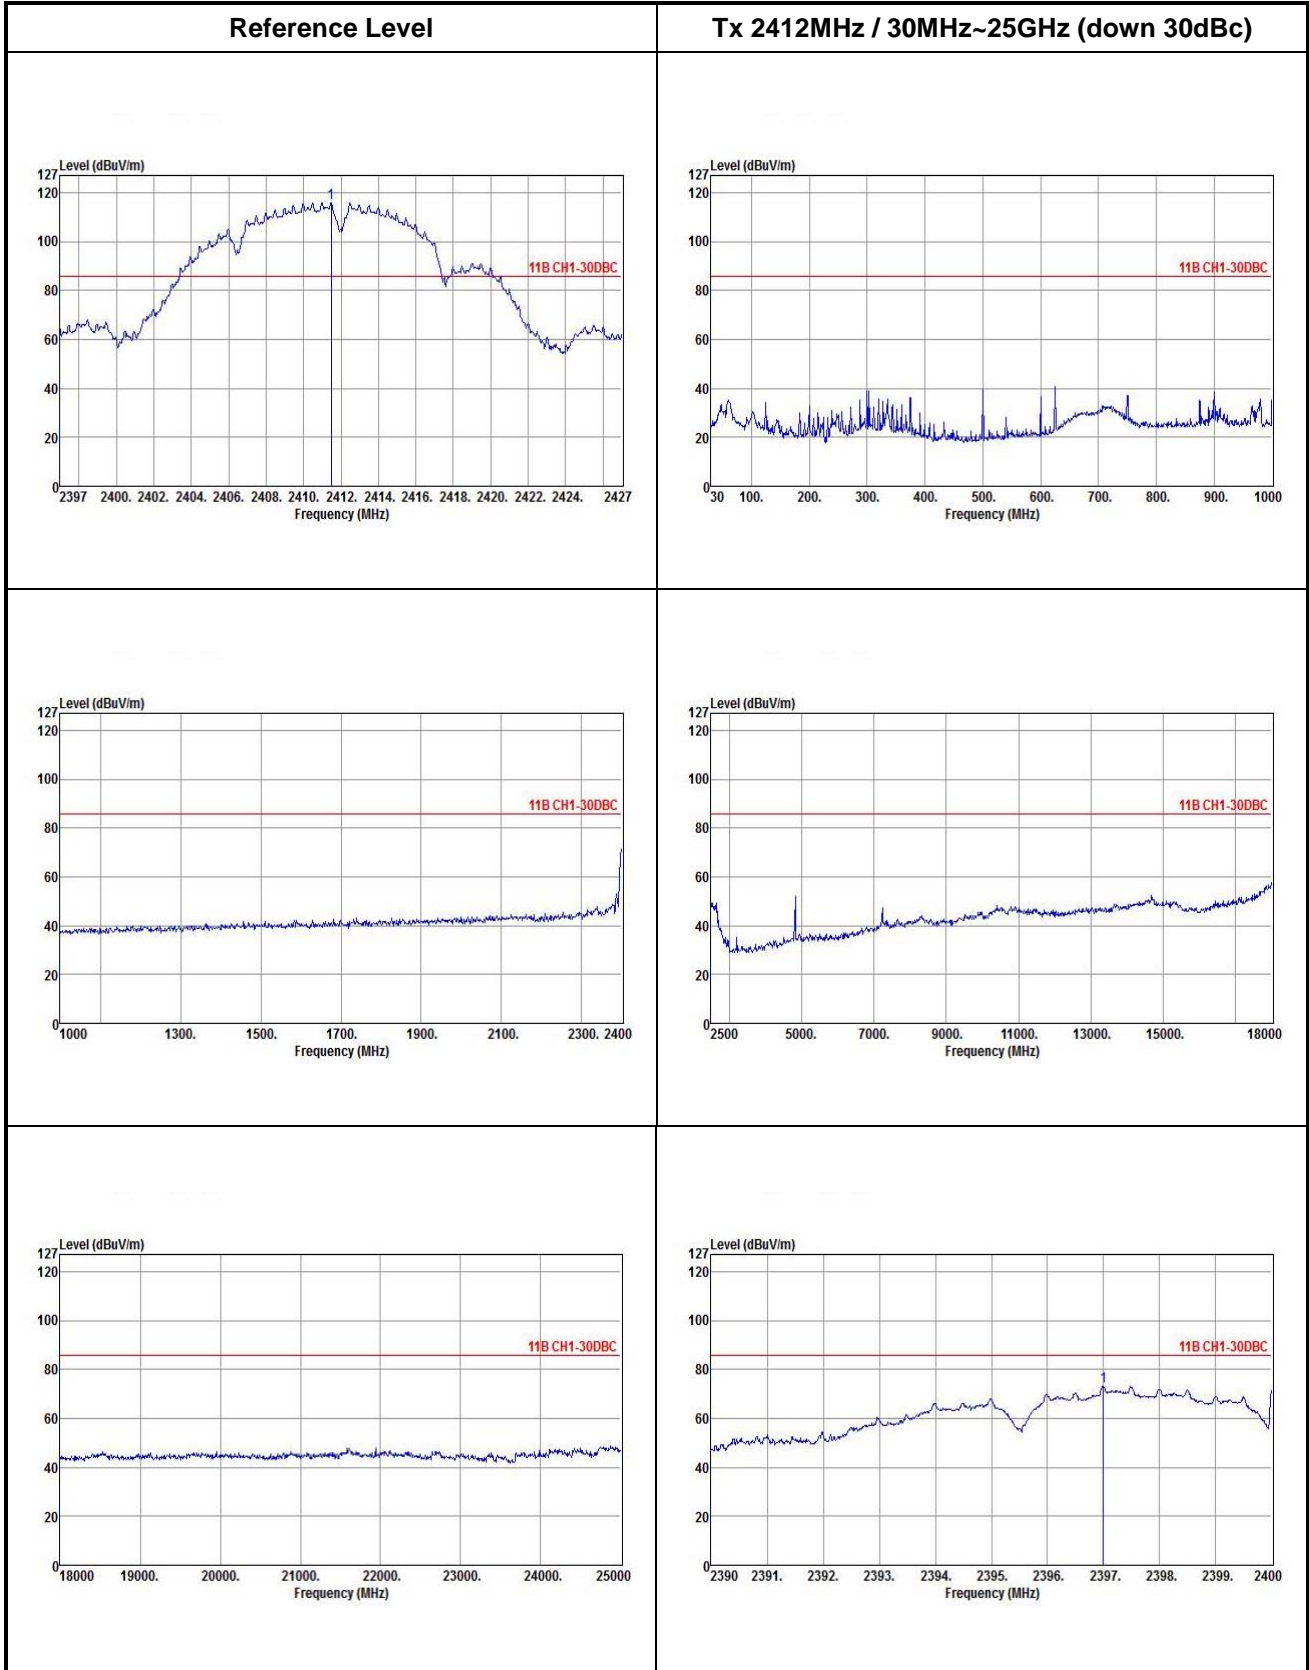 Reference Level
Tx 2412MHz / 30MHz~25GHz (down 30dBc)
127 Level (dBuV/m)
120
1
100
11B CH1-30DBC
80
60
40
20
0
2397 2400. 2402. 2404. 2406. 2408. 2410. 2412. 2414. 2416. 2418. 2420. 2422. 2424. 2427
Frequency (MHz)
127 Level (dBuV/m)
120
100
11B CH1-30DBC
80
60
40
20
0
30 100. 200. 300. 400. 500. 600. 700. 800. 900. 1000
Frequency (MHz)
127 Level (dBuV/m)
120
100
11B CH1-30DBC
80
60
40
20
0
1000 1300. 1500. 1700. 1900. 2100. 2300. 2400
Frequency (MHz)
127 Level (dBuV/m)
120
100
11B CH1-30DBC
80
60
40
20
0
2500 5000. 7000. 9000. 11000. 13000. 15000. 18000
Frequency (MHz)
127 Level (dBuV/m)
120
100
11B CH1-30DBC
80
60
40
20
0
18000 19000. 20000. 21000. 22000. 23000. 24000. 25000
Frequency (MHz)
127 Level (dBuV/m)
120
100
11B CH1-30DBC
80
1
60
40
20
0
2390 2391. 2392. 2393. 2394. 2395. 2396. 2397. 2398. 2399. 2400
Frequency (MHz)